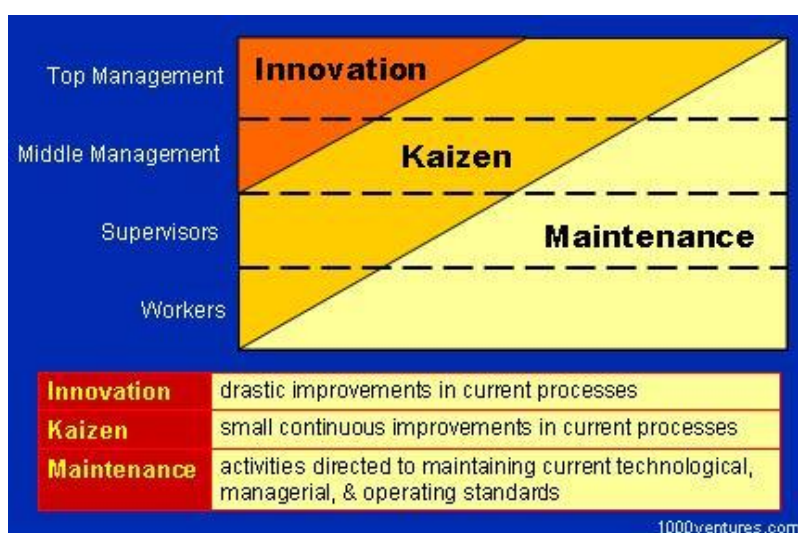 Top Management
Innovation
Middle Management
Kaizen
Supervisors
Maintenance
Workers
Innovation
drastic improvements in current processes
Kaizen
small continuous improvements in current processes
Maintenance
activities directed to maintaining current technological,
managerial, & operating standards
1000ventures.com